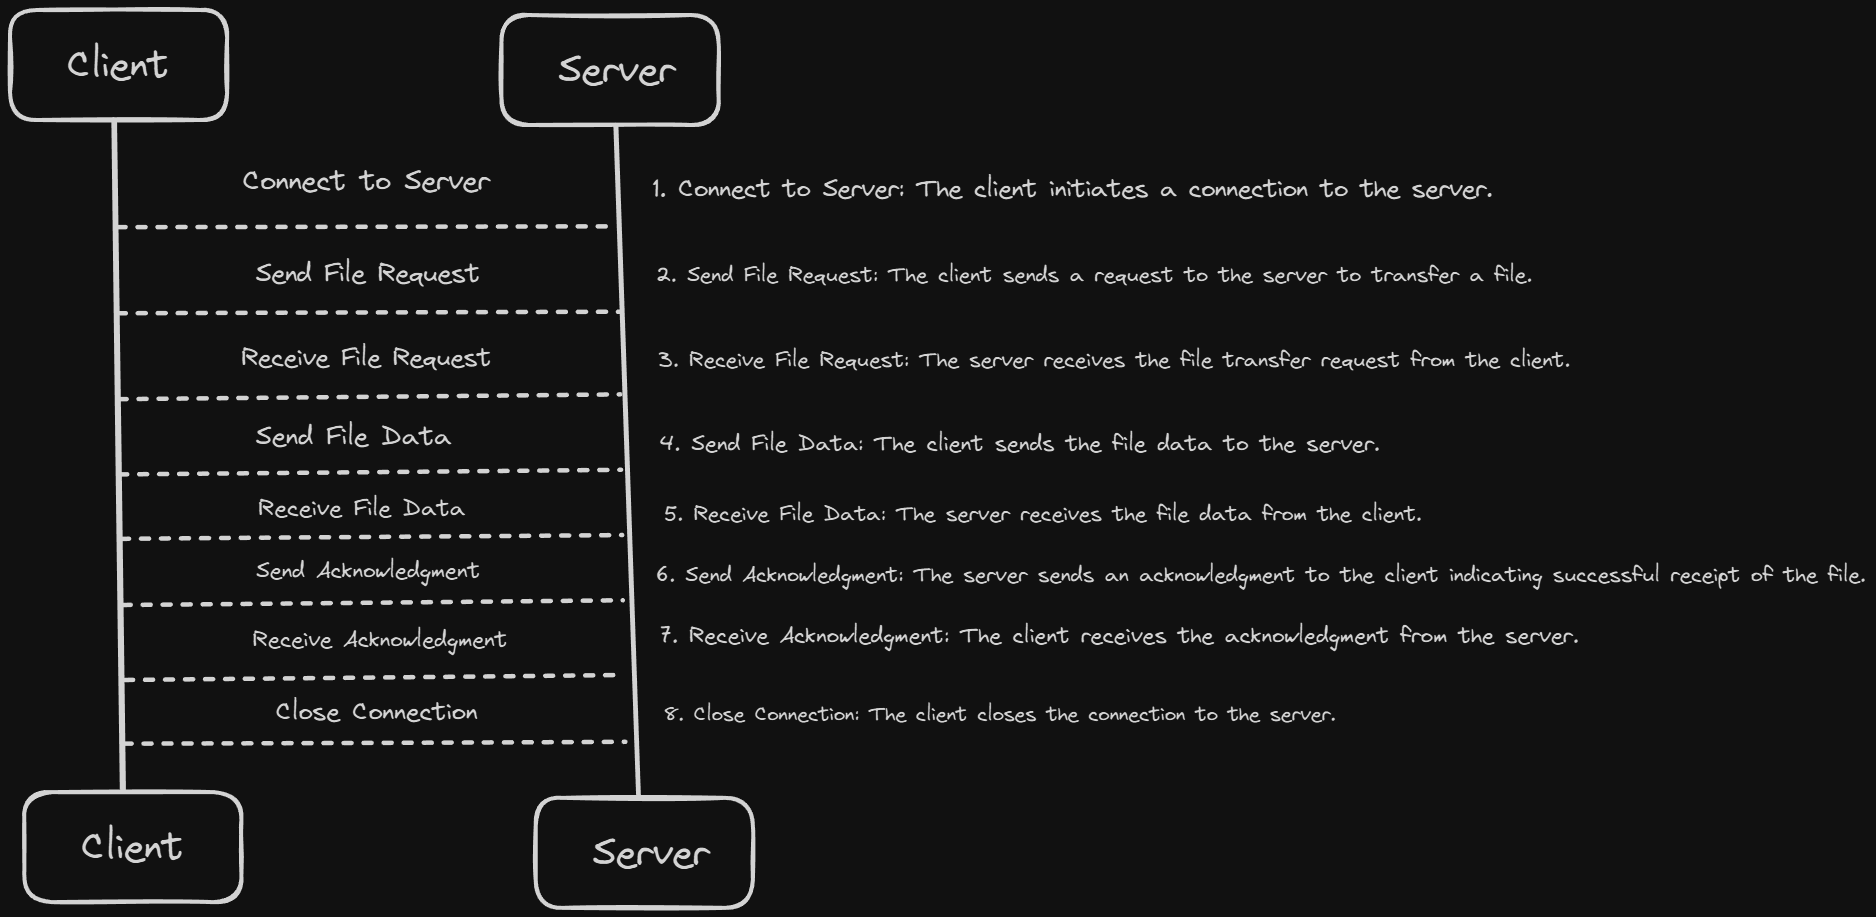 Client
Server
Connect to Server
1. Connect to Server: The client initiates a connection to the server.
Send File Request
2. Send File Request: The client sends a request to the server to transfer a file.
Receive File Request
3. Receive File Request: The server receives the file transfer request from the client.
Send File Data
4. Send File Data: The client sends the file data to the server.
Receive File Data
5. Receive File Data: The server receives the file data from the client.
Send Acknowledgment
6. Send Acknowledgment: The server sends an acknowledgment to the client indicating successful receipt of the file.
Receive Acknowledgment
7. Receive Acknowledgment: The client receives the acknowledgment from the server.
Close Connection
8. Close Connection: The client closes the connection to the server.
Client
Server